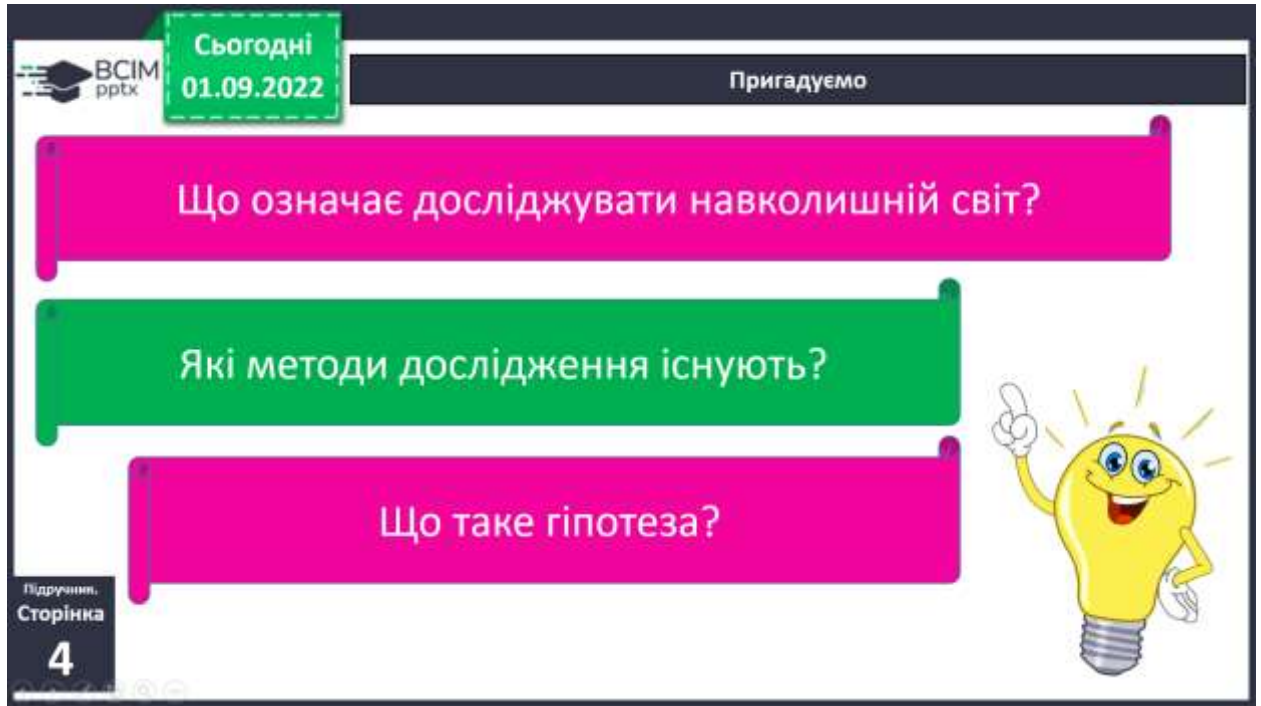 Сьогодні
01.09.2022
BCIM
pptx
Пригадуємо
Що означає досліджувати навколишній світ?
Які методи дослідження існують?
Що таке гіпотеза?
Підручник.
Сторінка
4